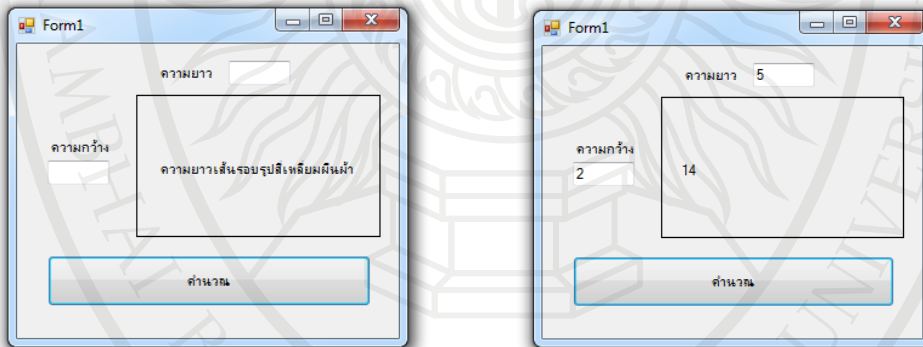 Form1
ความยาว
ความกว้าง
ความยาวเส้นรอบรูปสี่เหลี่ยมผืนผ้า
คำนวณ
Form1
ความยาว 5
ความกว้าง
2
14
คำนวณ